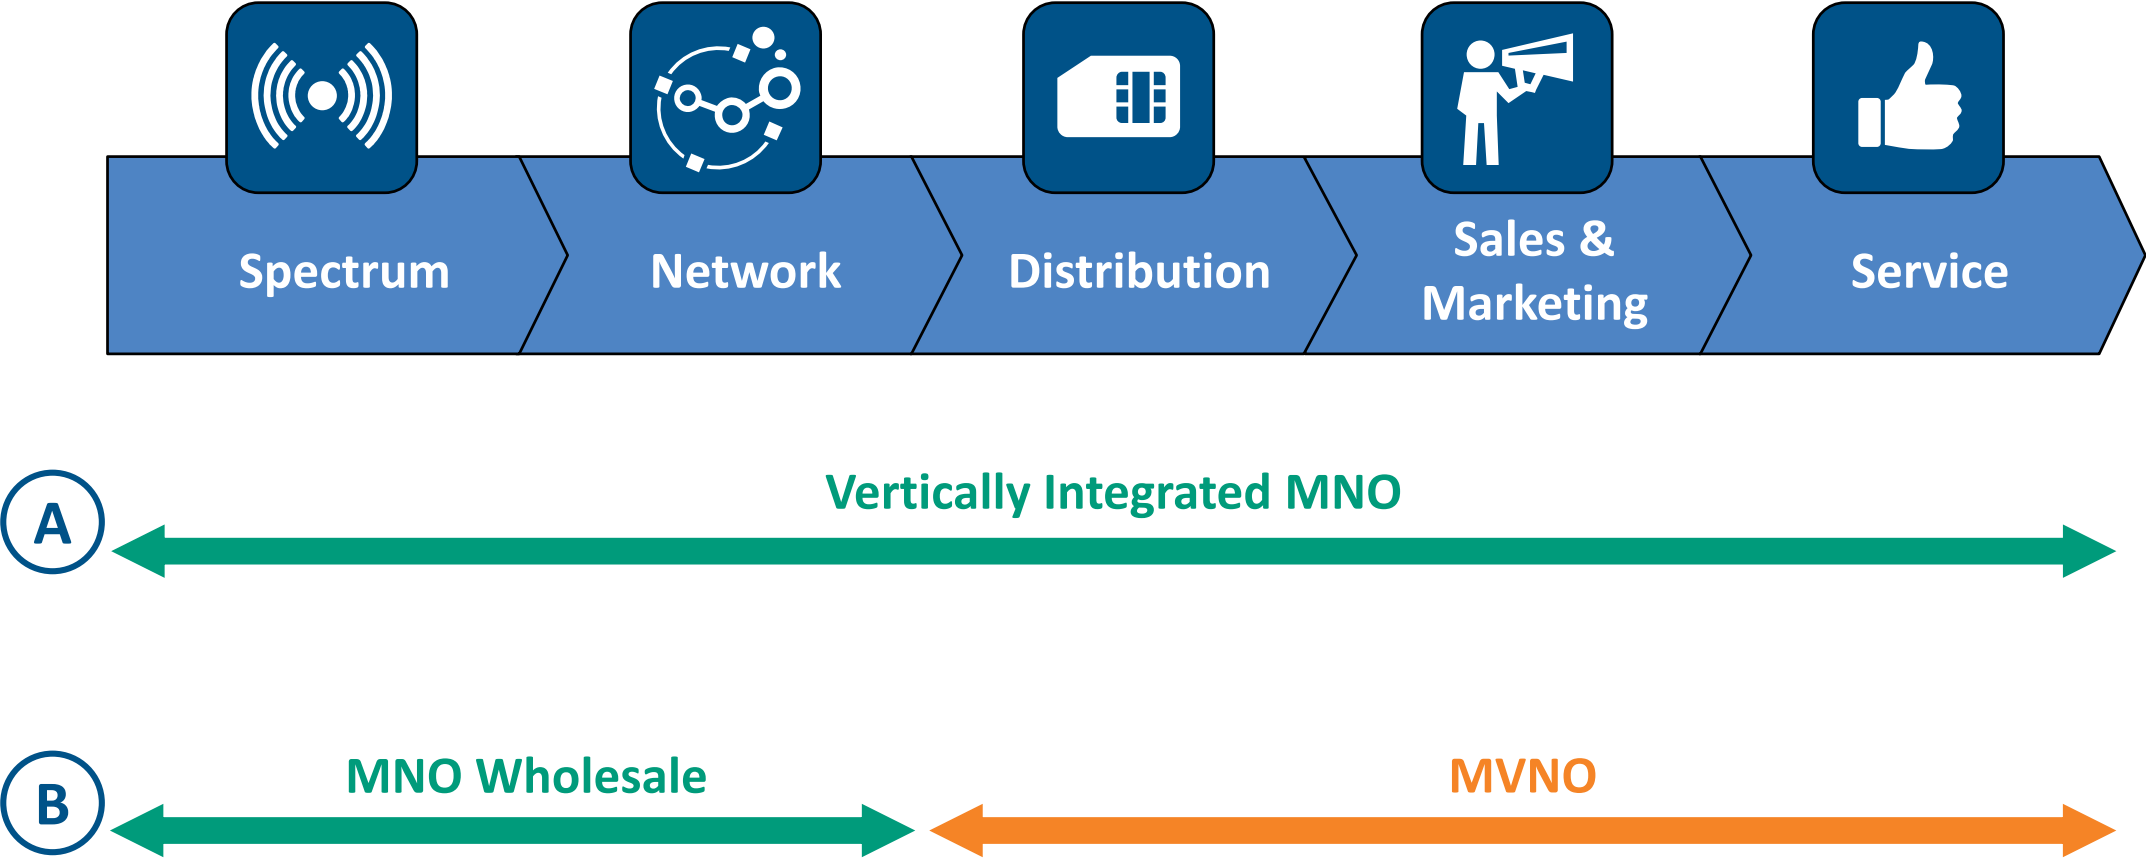 Spectrum
Network
Distribution
Sales &
Marketing
Service
A
Vertically Integrated MNO
B
MNO Wholesale
MVNO